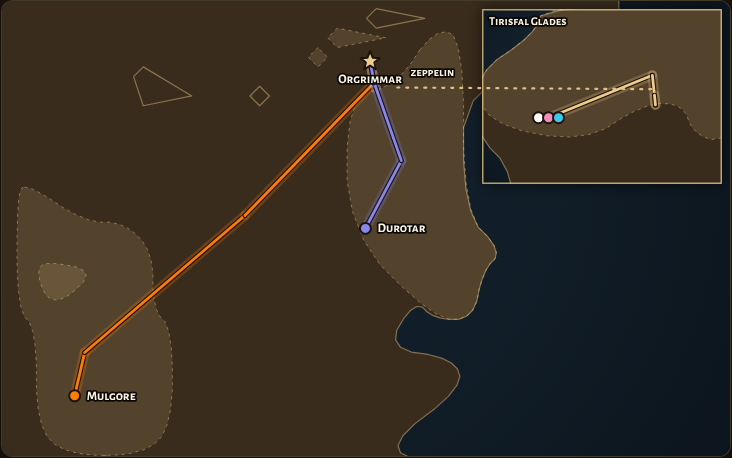 Tirisfal Glades
Zeppelin
Orgrimmar
Durotar
Mulgore